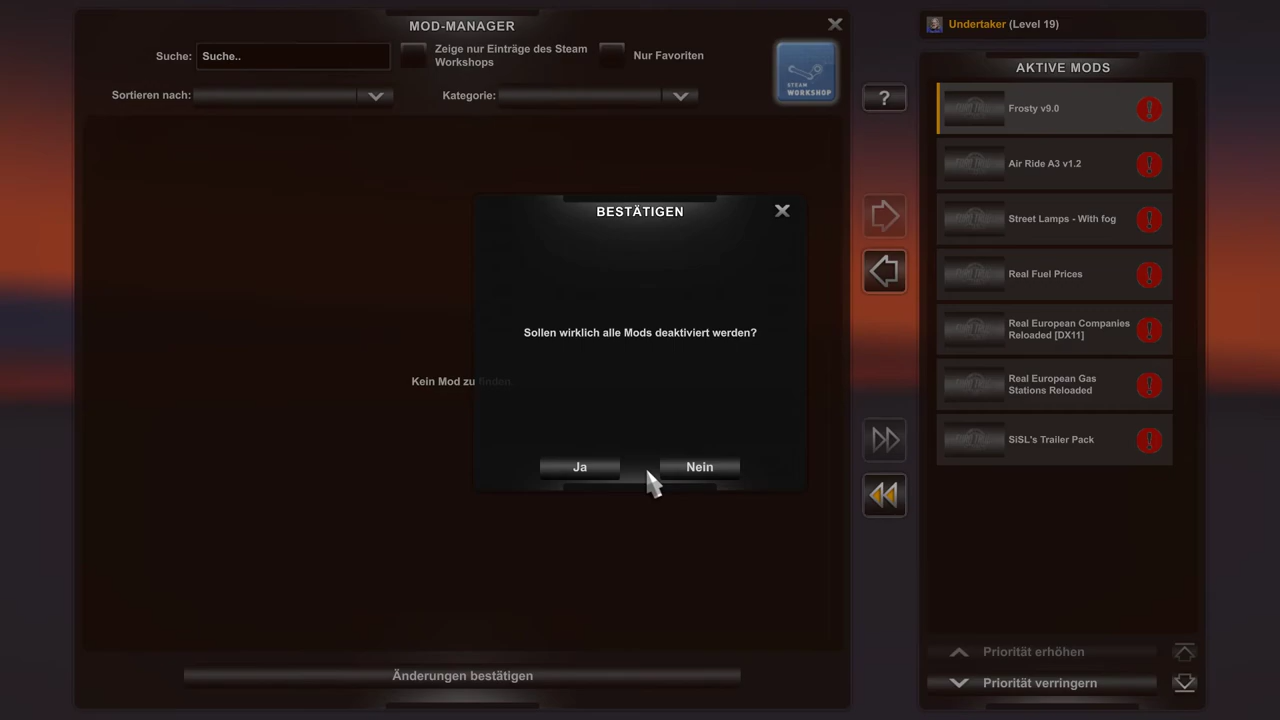 MOD-MANAGER
Suche:
Suche..
Zeige nur Einträge des Steam
Workshops
Nur Favoriten
STEAM
WORKSHOP
Sortieren nach:
Kategorie:
Kein Mod zu finden
BESTÄTIGEN
Sollen wirklich alle Mods deaktiviert werden?
Ja
Nein
Änderungen bestätigen
?
Undertaker (Level 19)
AKTIVE MODS
Frosty v9.0
Air Ride A3 v1.2
Street Lamps - With fog
Real Fuel Prices
Real European Companies
Reloaded [DX11]
Real European Gas
Stations Reloaded
SiSL's Trailer Pack
Priorität erhöhen
Priorität verringern